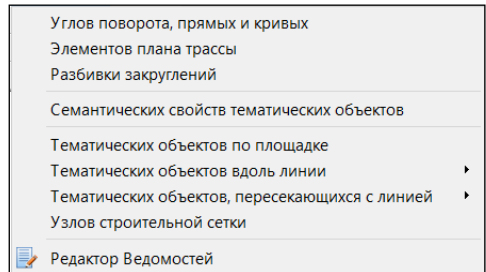 Углов поворота, прямых и кривых
Элементов плана трассы
Разбивки закруглений
Семантических свойств тематических объектов
Тематических объектов по площадке
Тематических объектов вдоль линии
Тематических объектов, пересекающихся с линией
Узлов строительной сетки
Редактор Ведомостей